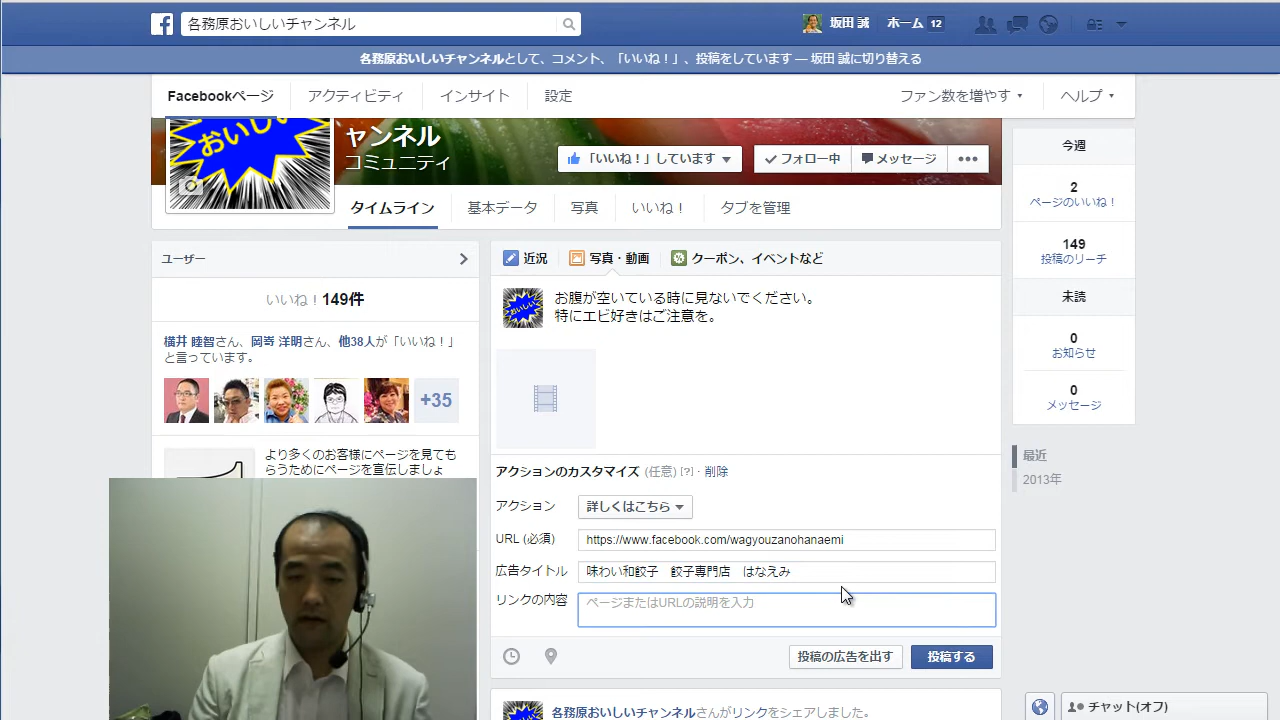 各務原おいしいチャンネル
坂田 誠
ホーム 12
各務原おいしいチャンネルとして、コメント、「いいね！」、投稿をしています — 坂田 誠に切り替える
Facebookページ
アクティビティ
インサイト
設定
ファン数を増やす
ヘルプ
おいしい
ャンネル
コミュニティ
「いいね！」しています
フォロー中
メッセージ
タイムライン
基本データ
写真
いいね！
タブを管理
ユーザー
いいね！149件
横井 睦智さん、岡嵜 洋明さん、他38人が「いいね！」
と言っています。
+35
より多くのお客様にページを見ても
らうためにページを宣伝しましょ
近況
写真・動画
クーポン、イベントなど
おいしい
お腹が空いている時に見ないでください。
特にエビ好きはご注意を。
アクションのカスタマイズ (任意) [?] · 削除
アクション
詳しくはこちら
URL (必須)
https://www.facebook.com/wagyouzanohanaemi
広告タイトル
味わい和餃子　餃子専門店　はなえみ
リンクの内容
ページまたはURLの説明を入力
投稿の広告を出す
投稿する
各務原おいしいチャンネルさんがリンクをシェアしました。
今週
2
ページのいいね！
149
投稿のリーチ
未読
0
お知らせ
0
メッセージ
最近
2013年
チャット(オフ)